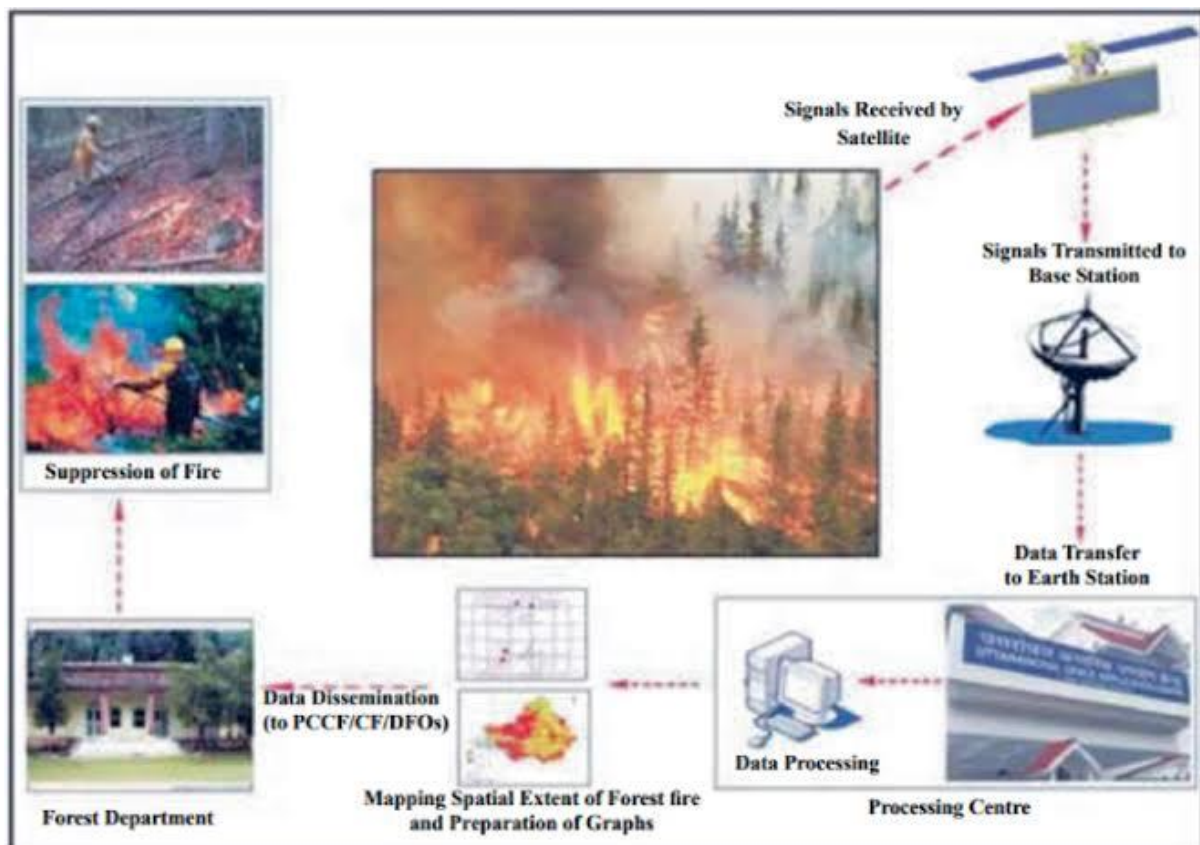 Signals Received by
Satellite
Signals Transmitted to
Base Station
Data Transfer
to Earth Station
Data Processing
Processing Centre
Mapping Spatial Extent of Forest fire
and Preparation of Graphs
Data Dissemination
(to PCCF/CF/DFOs)
Forest Department
Suppression of Fire